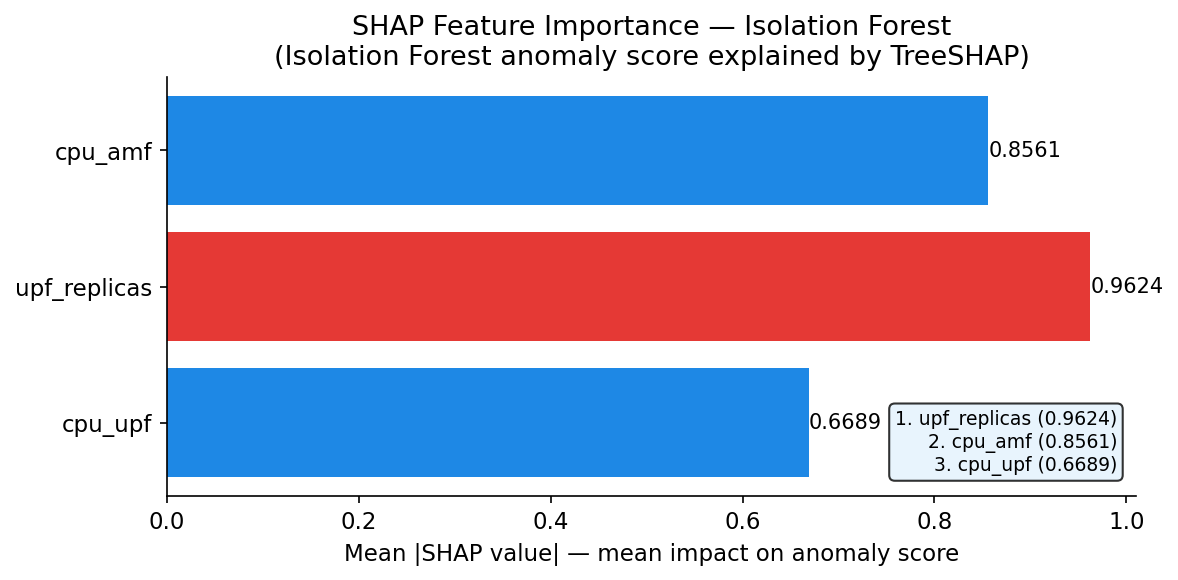 SHAP Feature Importance — Isolation Forest
(Isolation Forest anomaly score explained by TreeSHAP)
cpu_amf
0.8561
upf_replicas
0.9624
cpu_upf
0.6689
1. upf_replicas (0.9624)
2. cpu_amf (0.8561)
3. cpu_upf (0.6689)
0.0 0.2 0.4 0.6 0.8 1.0
Mean |SHAP value| — mean impact on anomaly score